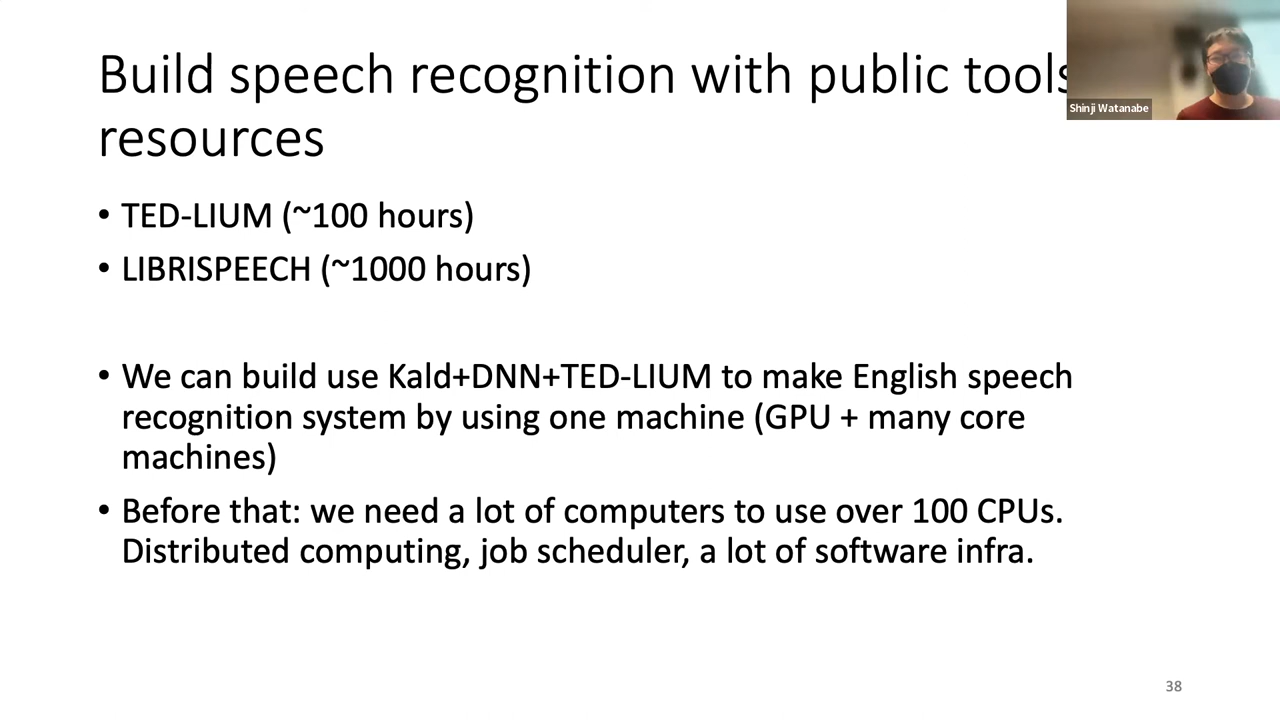 Build speech recognition with public tools
resources
Shinji Watanabe
• TED-LIUM (~100 hours)
• LIBRISPEECH (~1000 hours)
• We can build use Kald+DNN+TED-LIUM to make English speech
recognition system by using one machine (GPU + many core
machines)
• Before that: we need a lot of computers to use over 100 CPUs.
Distributed computing, job scheduler, a lot of software infra.
38